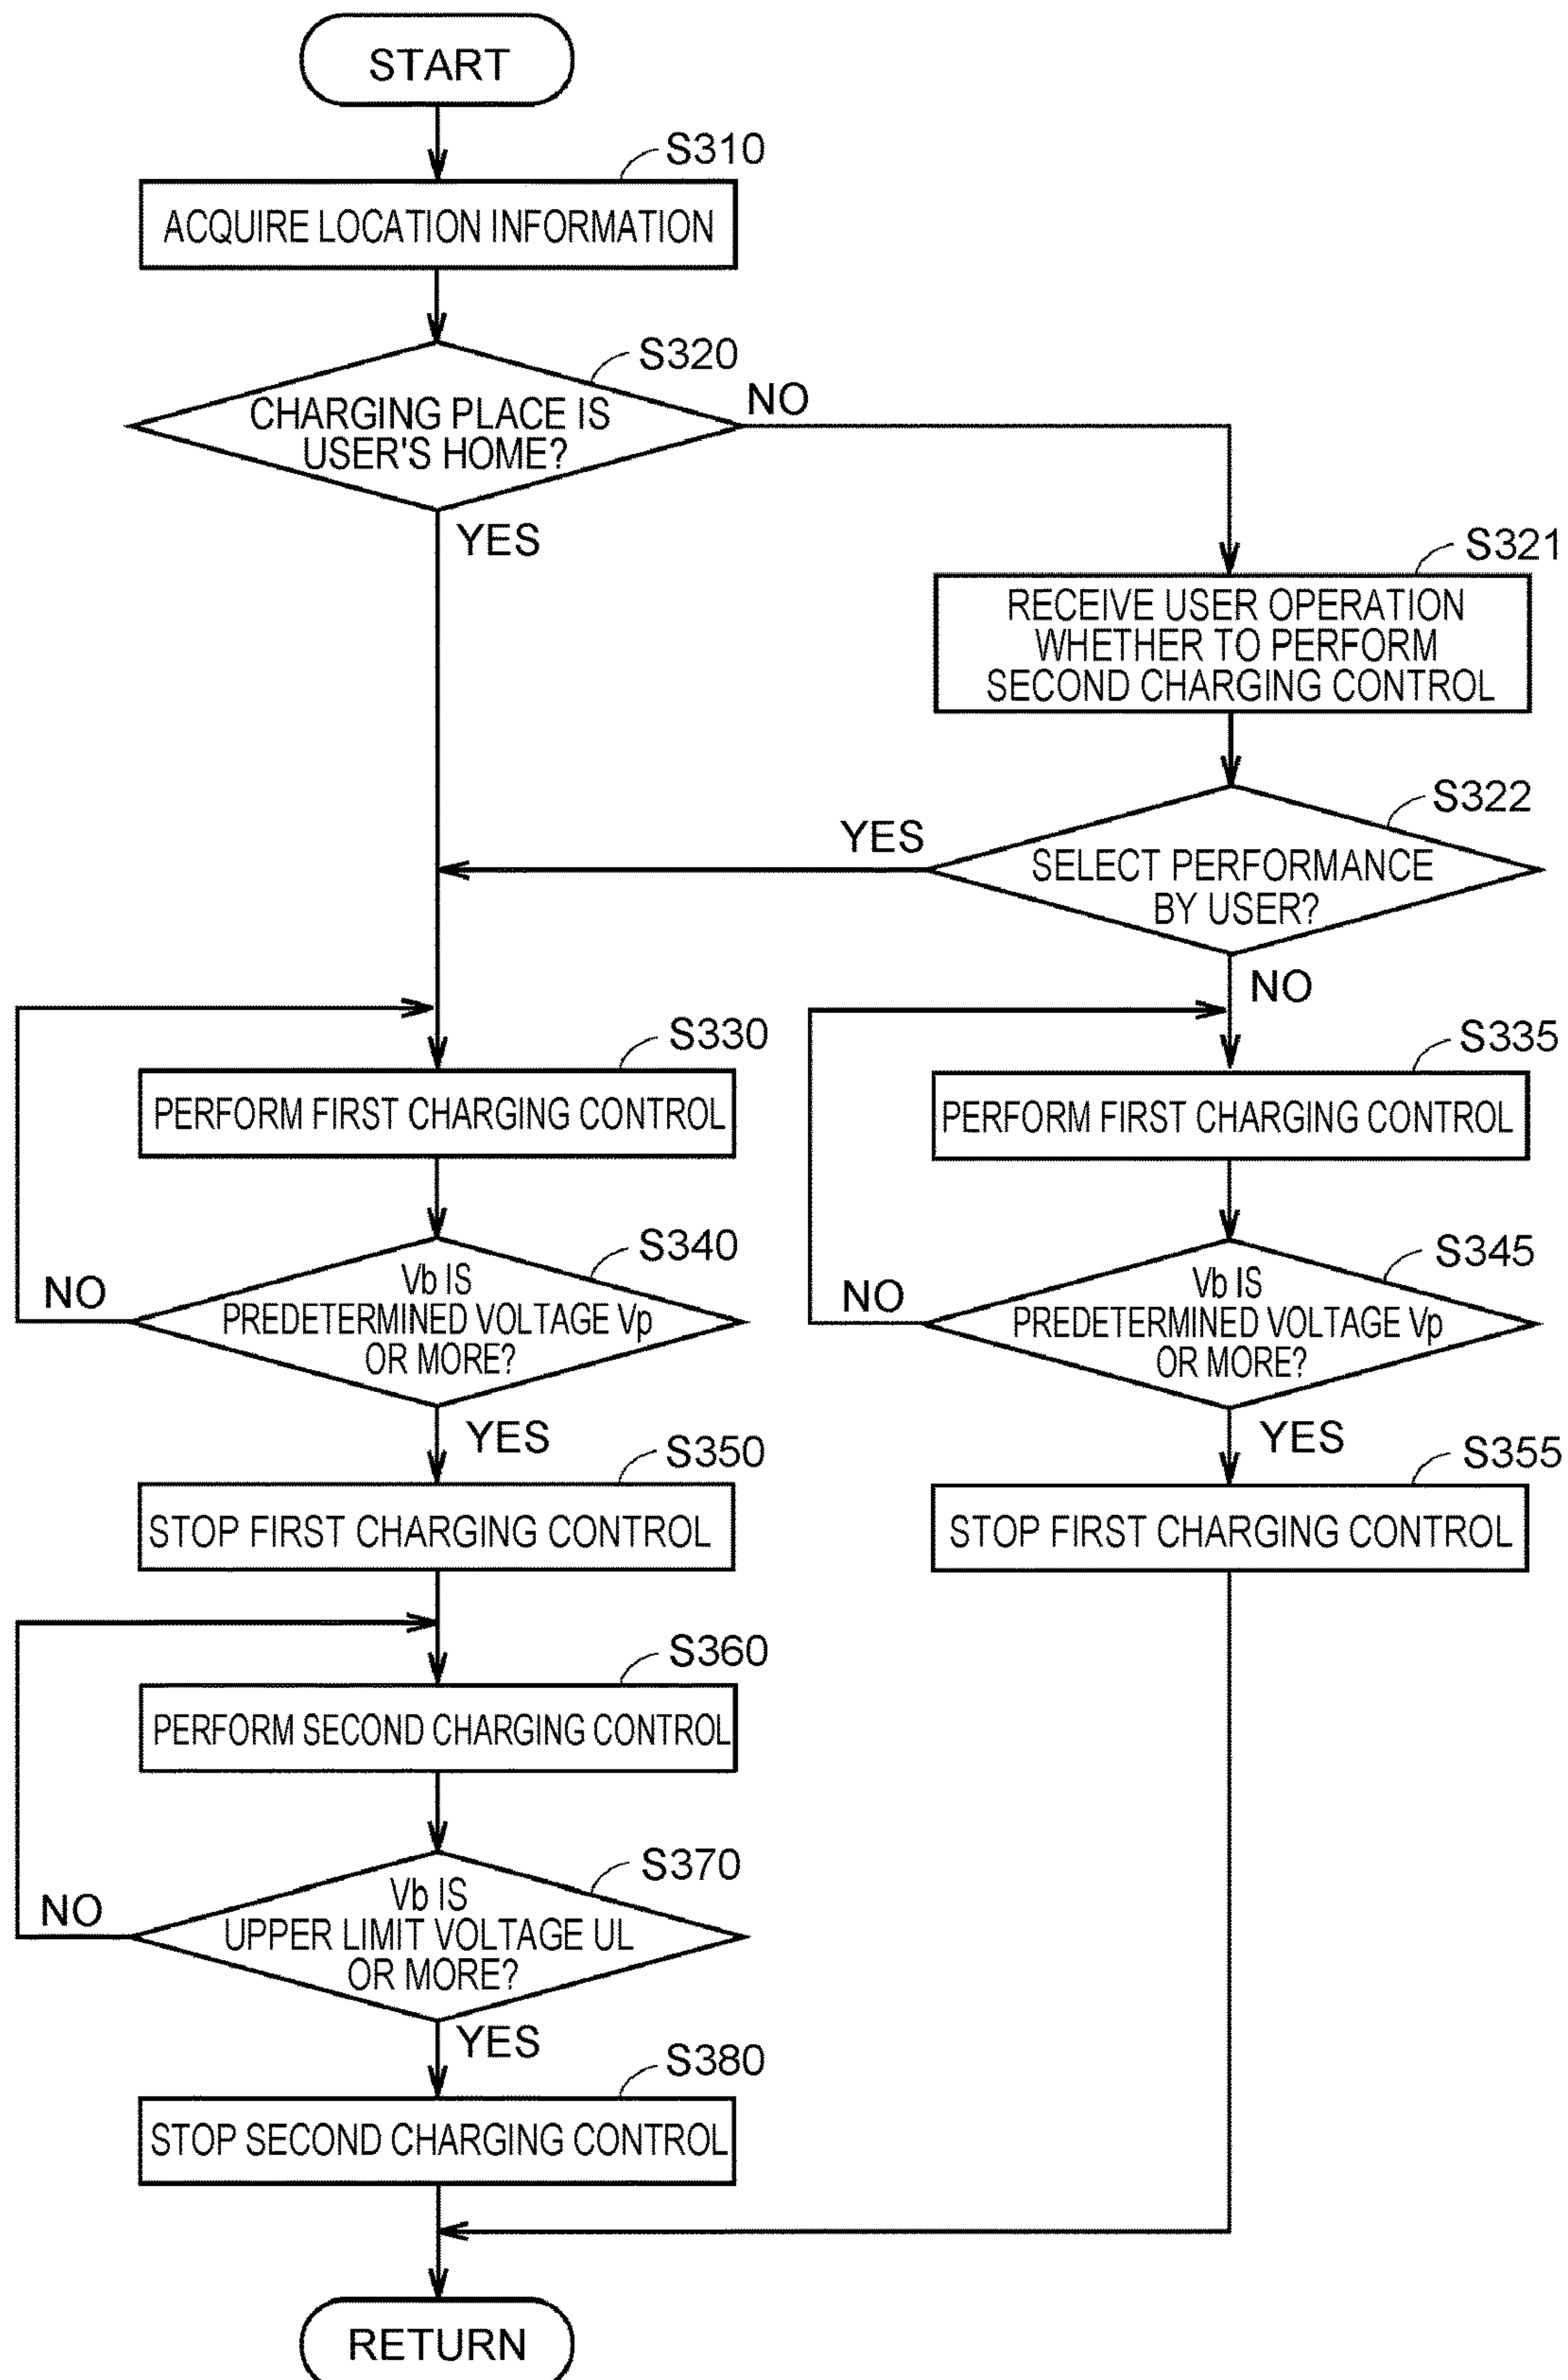 START
S310
ACQUIRE LOCATION INFORMATION
S320
CHARGING PLACE IS
USER'S HOME?
NO
YES
S321
RECEIVE USER OPERATION
WHETHER TO PERFORM
SECOND CHARGING CONTROL
S322
SELECT PERFORMANCE
BY USER?
YES
NO
S330
PERFORM FIRST CHARGING CONTROL
S335
PERFORM FIRST CHARGING CONTROL
S340
Vb IS
PREDETERMINED VOLTAGE Vp
OR MORE?
NO
YES
S345
Vb IS
PREDETERMINED VOLTAGE Vp
OR MORE?
NO
YES
S350
STOP FIRST CHARGING CONTROL
S355
STOP FIRST CHARGING CONTROL
S360
PERFORM SECOND CHARGING CONTROL
S370
Vb IS
UPPER LIMIT VOLTAGE UL
OR MORE?
NO
YES
S380
STOP SECOND CHARGING CONTROL
RETURN